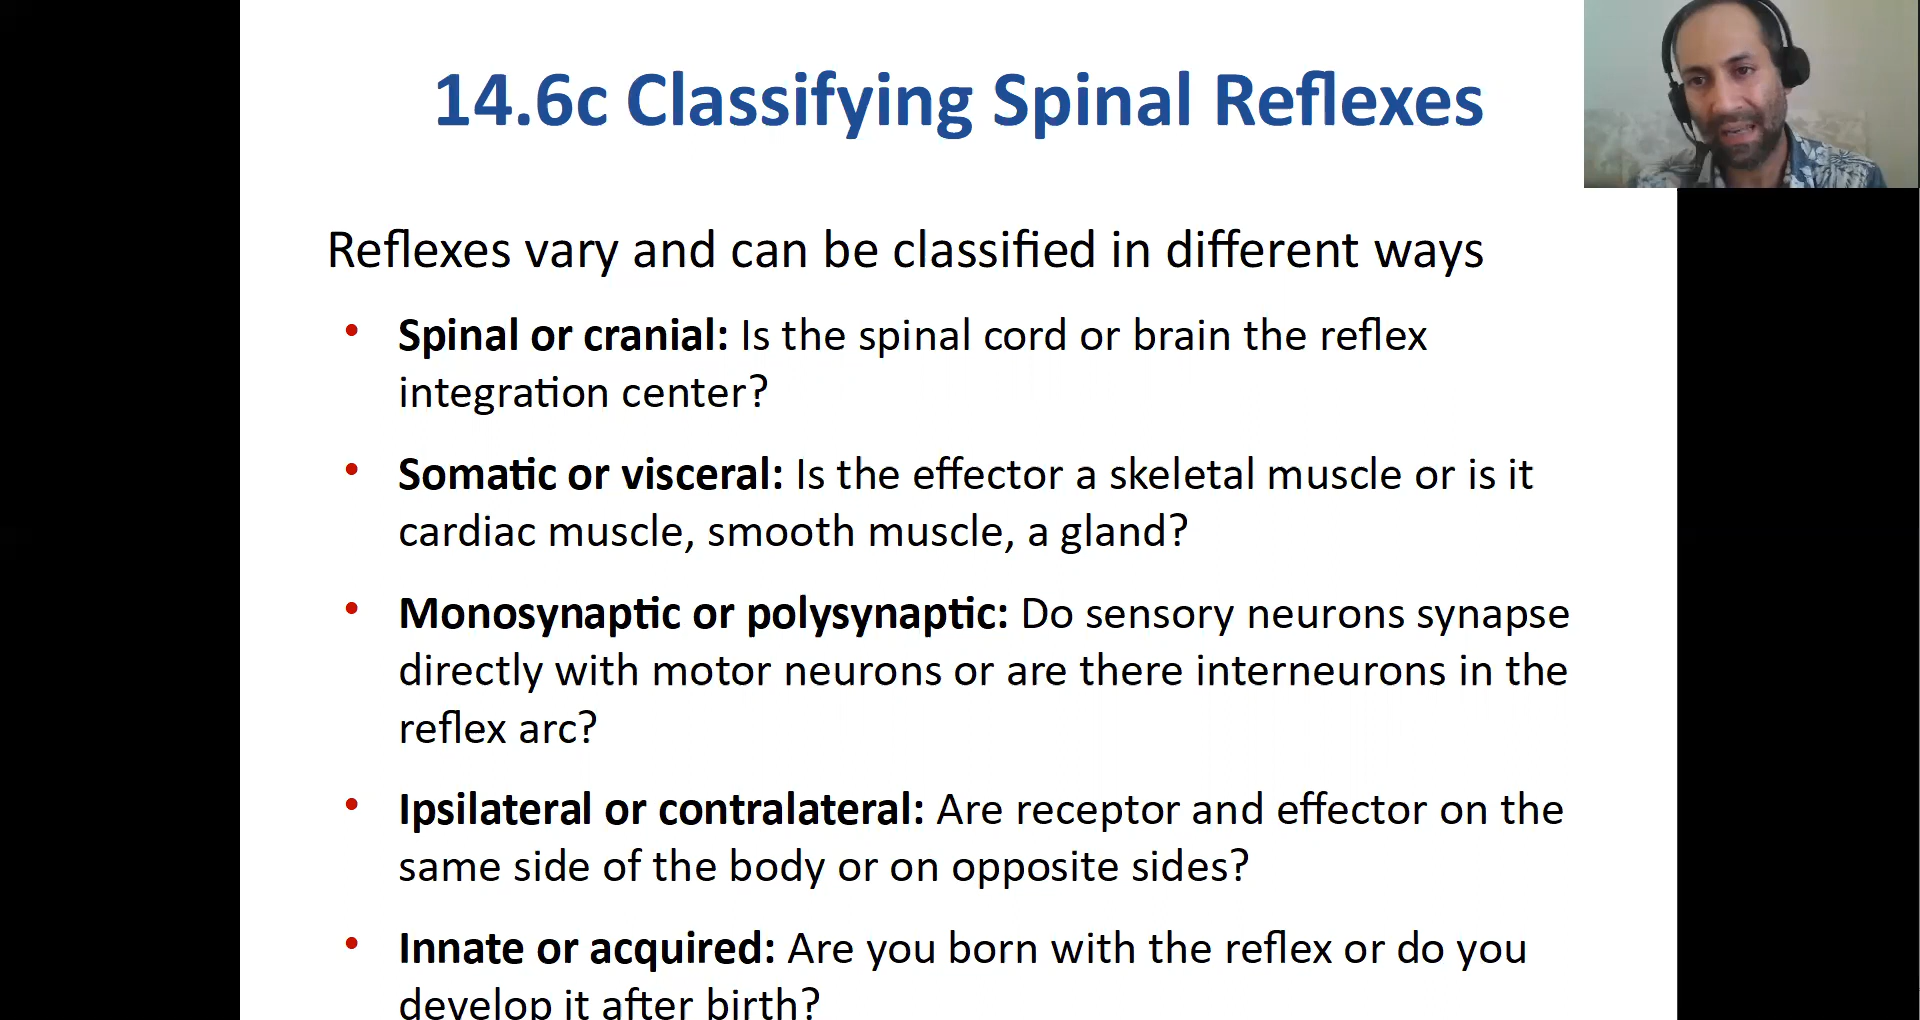 14.6c Classifying Spinal Reflexes
Reflexes vary and can be classified in different ways
• Spinal or cranial: Is the spinal cord or brain the reflex
integration center?
• Somatic or visceral: Is the effector a skeletal muscle or is it
cardiac muscle, smooth muscle, a gland?
• Monosynaptic or polysynaptic: Do sensory neurons synapse
directly with motor neurons or are there interneurons in the
reflex arc?
• Ipsilateral or contralateral: Are receptor and effector on the
same side of the body or on opposite sides?
• Innate or acquired: Are you born with the reflex or do you
develop it after birth?